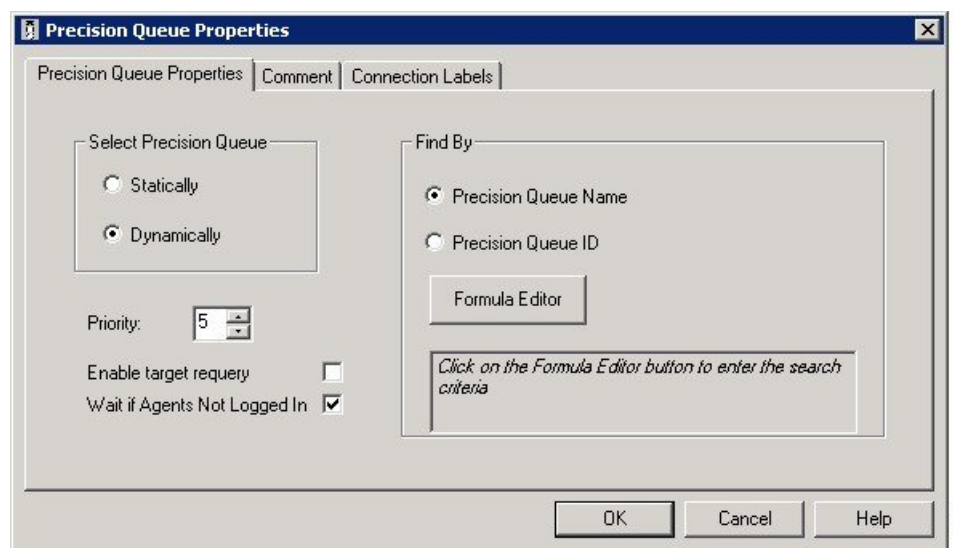 Precision Queue Properties
Precision Queue Properties
Comment
Connection Labels
Select Precision Queue
Statically
Dynamically
Priority:
5
Enable target requery
Wait if Agents Not Logged In
Find By
Precision Queue Name
Precision Queue ID
Formula Editor
Click on the Formula Editor button to enter the search
criteria
OK
Cancel
Help